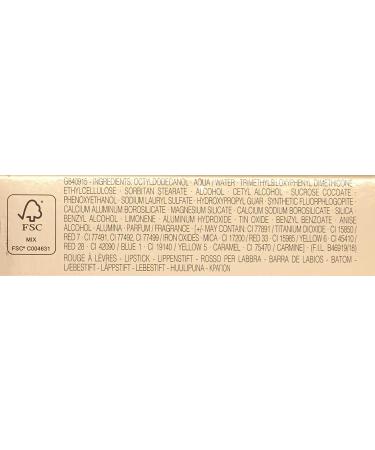 G840915 - INGREDIENTS: OCTYLDODECANOL - AQUA / WATER - TRIMETHYLSILOXYPHENYL DIMETHICONE -
ETHYLCELLULOSE - SORBITAN STEARATE - ALCOHOL - CETYL ALCOHOL - SUCROSE COCOATE -
PHENOXYETHANOL - SODIUM LAURYL SULFATE - HYDROXYPROPYL GUAR - SYNTHETIC FLUORPHLOGOPITE -
CALCIUM ALUMINUM BOROSILICATE - MAGNESIUM SILICATE - CALCIUM SODIUM BOROSILICATE - SILICA -
BENZYL ALCOHOL - LIMONENE - ALUMINUM HYDROXIDE - TIN OXIDE - BENZYL BENZOATE - ANISE
ALCOHOL - ALUMINA - PARFUM / FRAGRANCE [+/- MAY CONTAIN CI 77891 / TITANIUM DIOXIDE - CI 15850 /
RED 7 - CI 77491, CI 77492, CI 77499 / IRON OXIDES - MICA - CI 17200 / RED 33 - CI 15985 / YELLOW 6 - CI 45410 /
RED 28 - CI 42090 / BLUE 1 - CI 19140 / YELLOW 5 - CARAMEL - CI 75470 / CARMINE] - (F.I.L. B46919/18)
ROUGE À LÈVRES - LIPSTICK - LIPPENSTIFT - ROSSO PER LABBRA - BARRA DE LABIOS - BATOM -
LÆBESTIFT - LÄPPSTIFT - LEBESTIFT - HUULIPUNA - ΚΡΑΓΙΟΝ
FSC
MIX
FSC® C004631